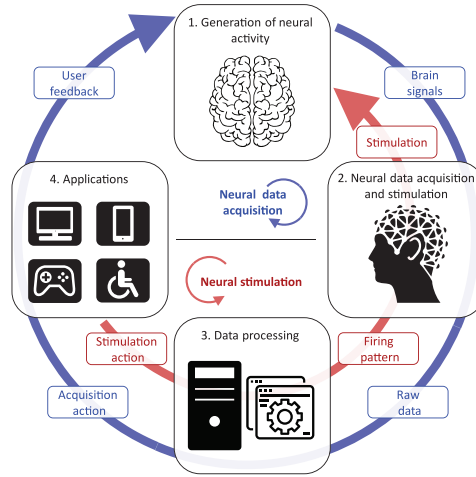 1. Generation of neural
activity
User
feedback
Brain
signals
Stimulation
4. Applications
Neural data
acquisition
2. Neural data acquisition
and stimulation
Neural stimulation
3. Data processing
Stimulation
action
Firing
pattern
Acquisition
action
Raw
data